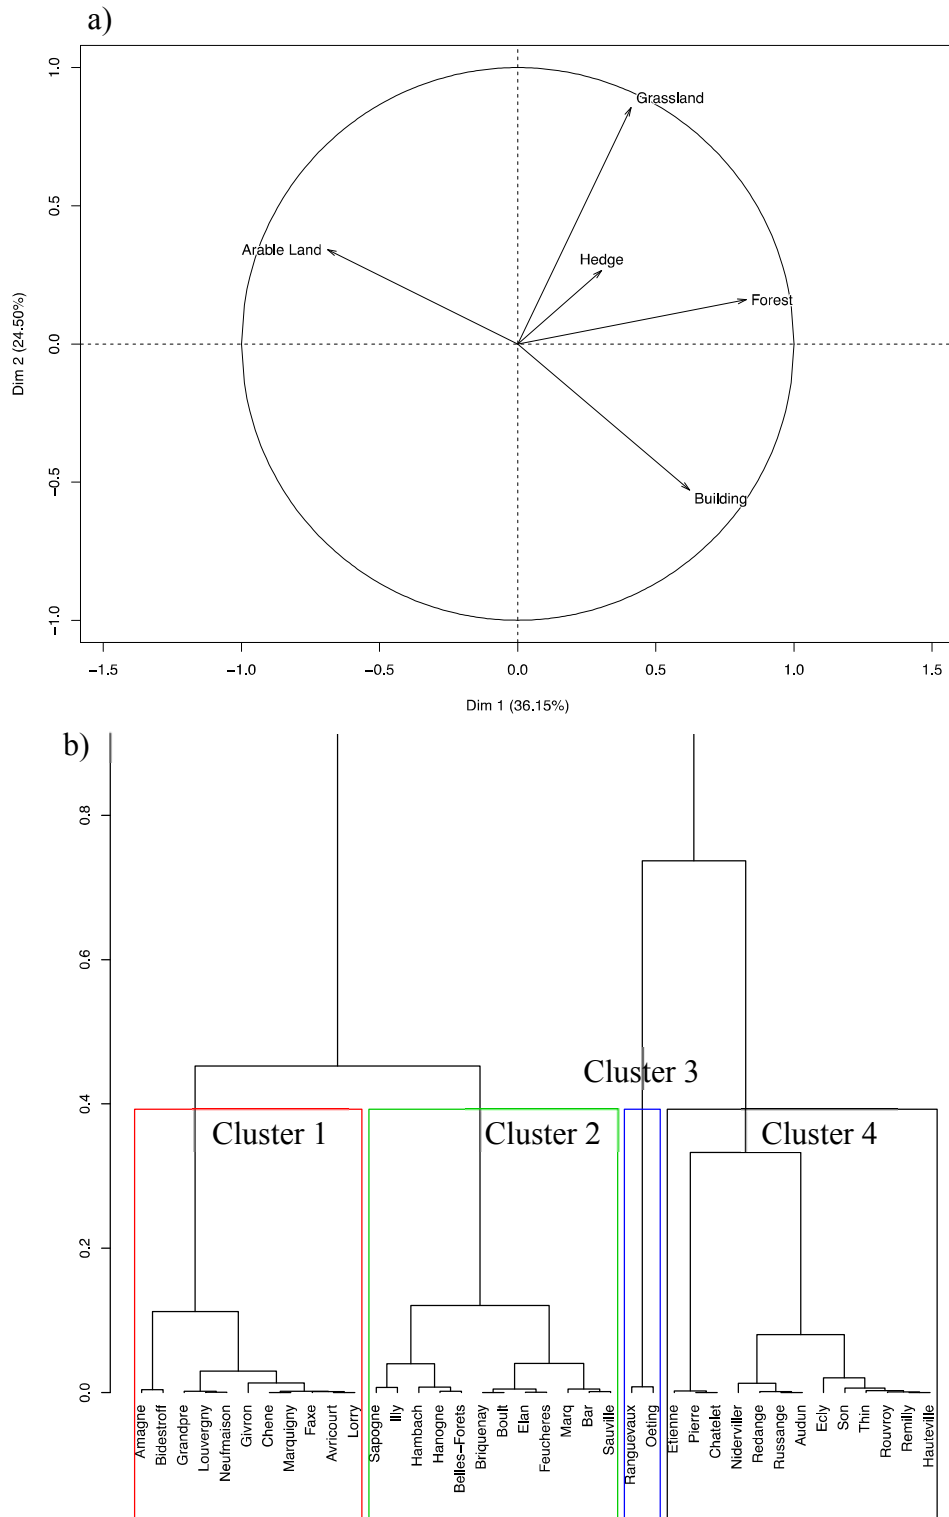 a)
1.0
0.5
0.0
−0.5
−1.0
Dim 2 (24.50%)
Grassland
Hedge
Arable Land
Forest
Building
−1.5
−1.0
−0.5
0.0
0.5
1.0
1.5
Dim 1 (36.15%)
b)
0.8
0.6
0.4
0.2
0.0
Cluster 3
Cluster 1
Cluster 2
Cluster 4
Amagne
Bidestroff
Grandpre
Louvergny
Neufmaison
Givron
Chene
Marquigny
Faxe
Avricourt
Lorry
Sapogne
Illy
Hambach
Hanogne
Belles−Forets
Briquenay
Boult
Elan
Feucheres
Marq
Bar
Sauville
Ranguevaux
Oeting
Etienne
Pierre
Chatelet
Niderviller
Redange
Russange
Audun
Ecly
Son
Thin
Rouvroy
Remilly
Hauteville